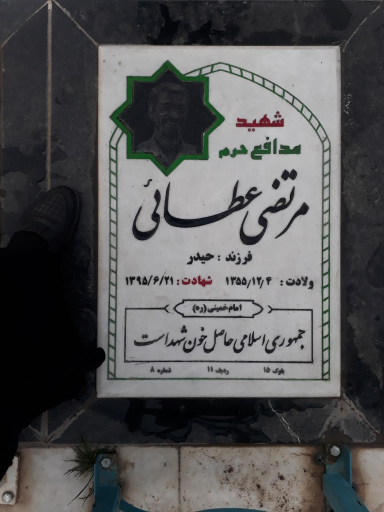 شهید
مدافع حرم
مرتضی عطائی
فرزند : حیدر
ولادت : ۱۳۵۵/۱۲/۴ شهادت : ۱۳۹۵/۶/۲۱
امام خمینی (ره)
جمهوری اسلامی حاصل خون شهداست
بلوک ۱۵ ردیف ۱۱ شماره ۸